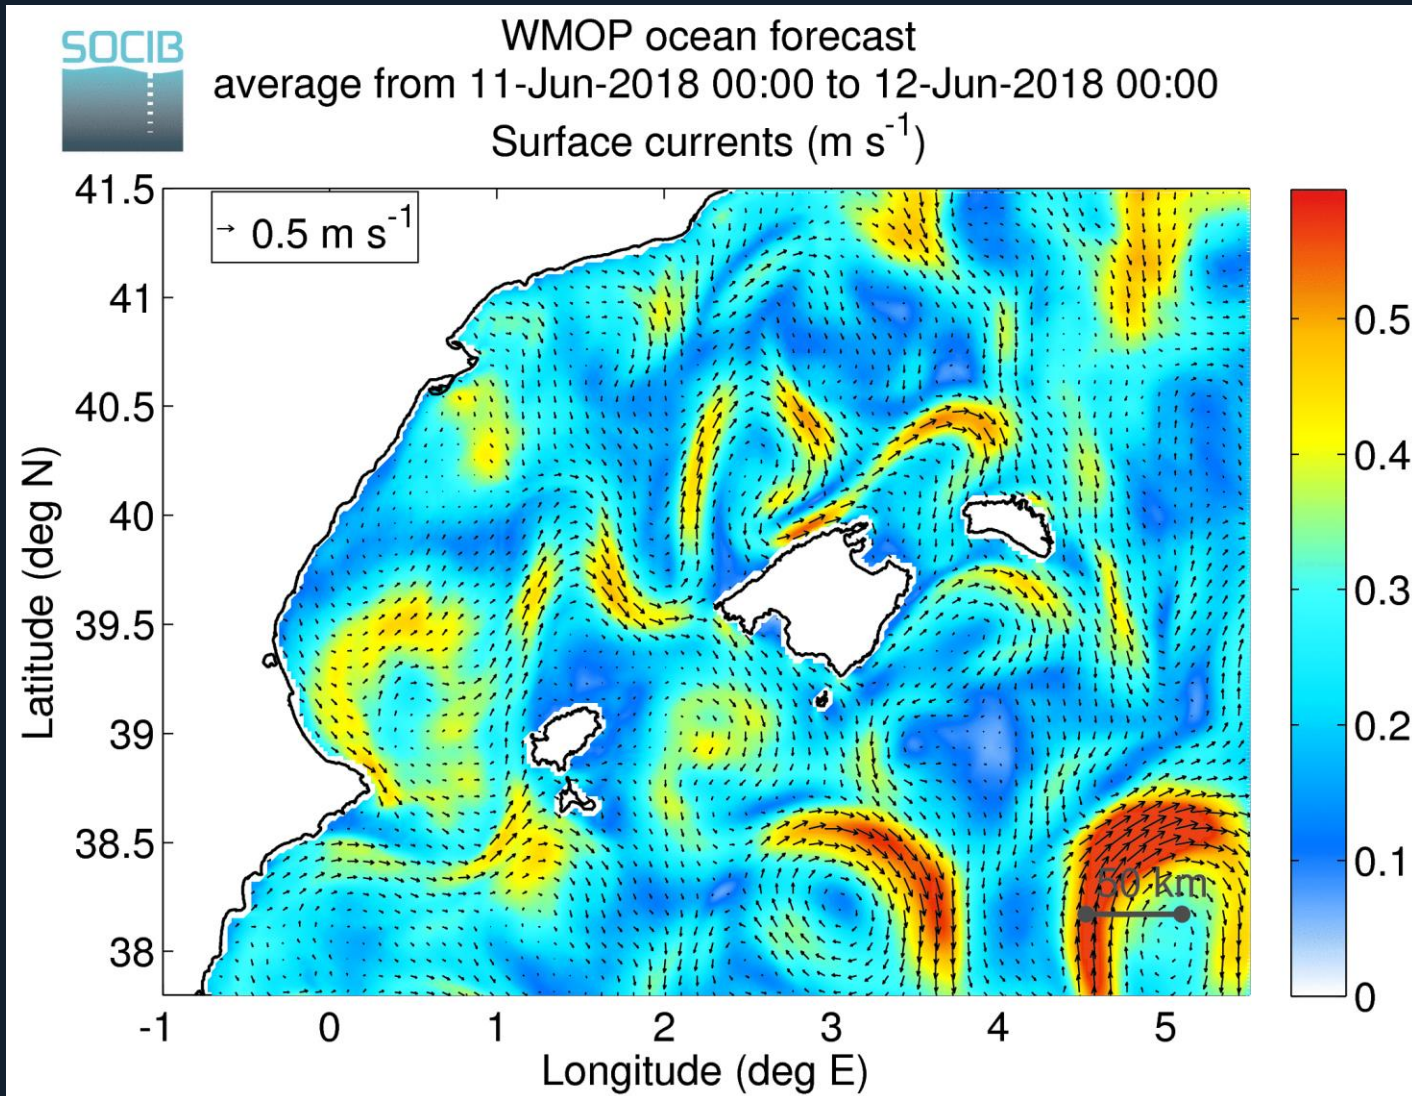 SOCIB
WMOP ocean forecast
average from 11-Jun-2018 00:00 to 12-Jun-2018 00:00
Surface currents (m s⁻¹)
0.5 m s⁻¹
41.5
41
40.5
40
39.5
39
38.5
38
Latitude (deg N)
-1 0 1 2 3 4 5
Longitude (deg E)
50 km
0.5
0.4
0.3
0.2
0.1
0